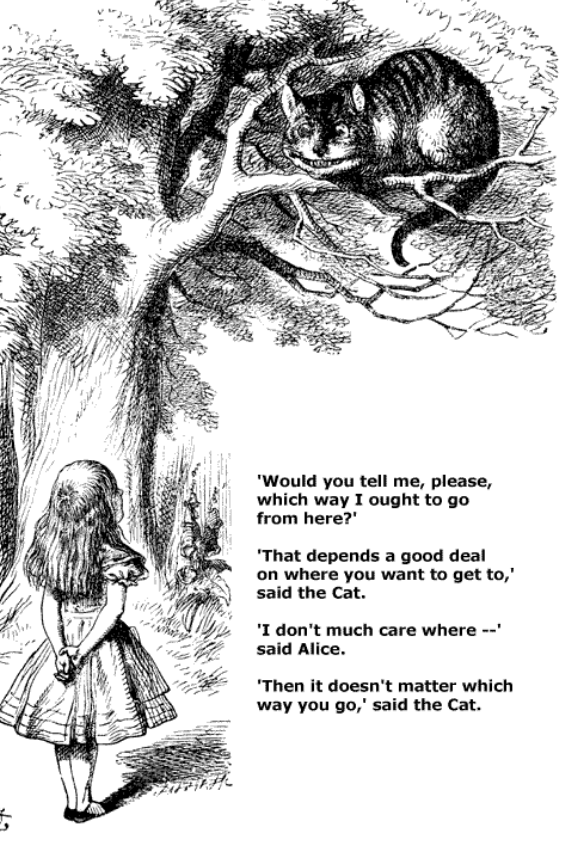 'Would you tell me, please,
which way I ought to go
from here?'
'That depends a good deal
on where you want to get to,'
said the Cat.
'I don't much care where --'
said Alice.
'Then it doesn't matter which
way you go,' said the Cat.